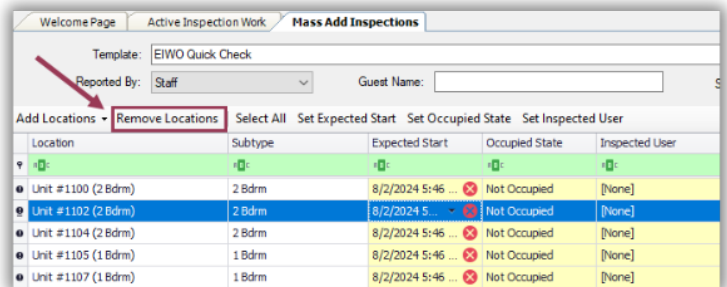 Welcome Page Active Inspection Work Mass Add Inspections
Template: EIWO Quick Check
Reported By: Staff Guest Name: S
Add Locations Remove Locations Select All Set Expected Start Set Occupied State Set Inspected User
Location Subtype Expected Start Occupied State Inspected User
Unit #1100 (2 Bdrm) 2 Bdrm 8/2/2024 5:46 ... Not Occupied [None]
Unit #1102 (2 Bdrm) 2 Bdrm 8/2/2024 5... Not Occupied [None]
Unit #1104 (2 Bdrm) 2 Bdrm 8/2/2024 5:46 ... Not Occupied [None]
Unit #1105 (1 Bdrm) 1 Bdrm 8/2/2024 5:46 ... Not Occupied [None]
Unit #1107 (1 Bdrm) 1 Bdrm 8/2/2024 5:46 ... Not Occupied [None]